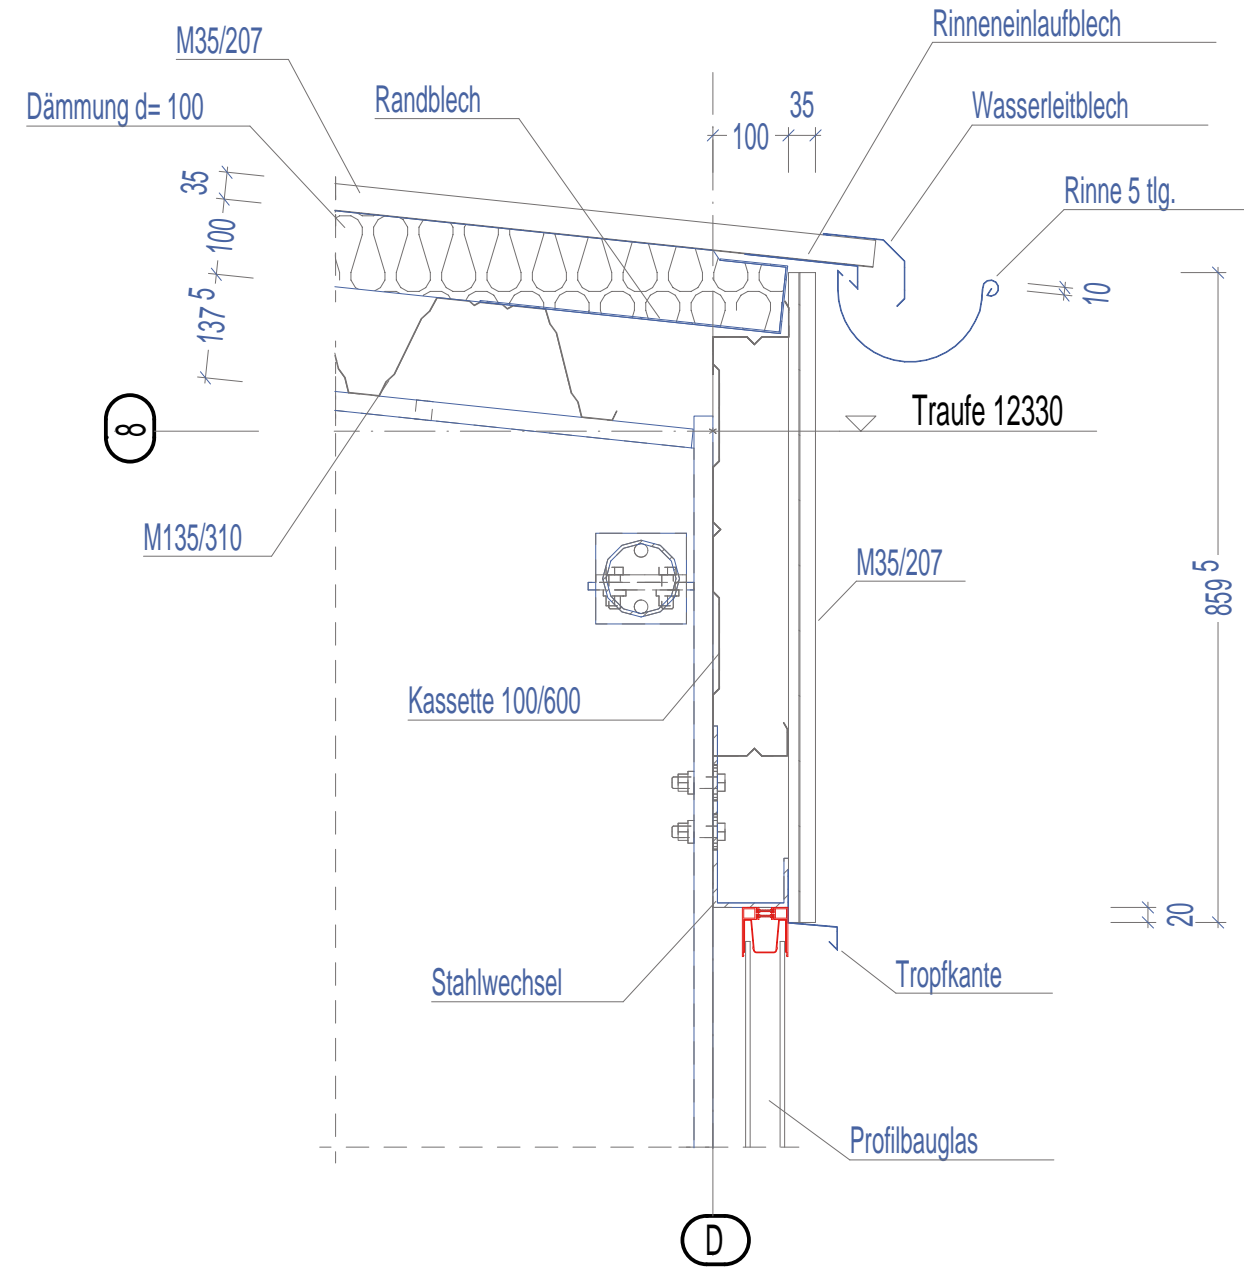 Rinneneinlaufblech
M35/207
Dämmung d= 100
Randblech
35
100
Wasserleitblech
Rinne 5 tlg.
35
100
137 5
10
8
Traufe 12330
M135/310
M35/207
859 5
Kassette 100/600
20
Stahlwechsel
Tropfkante
Profilbauglas
D